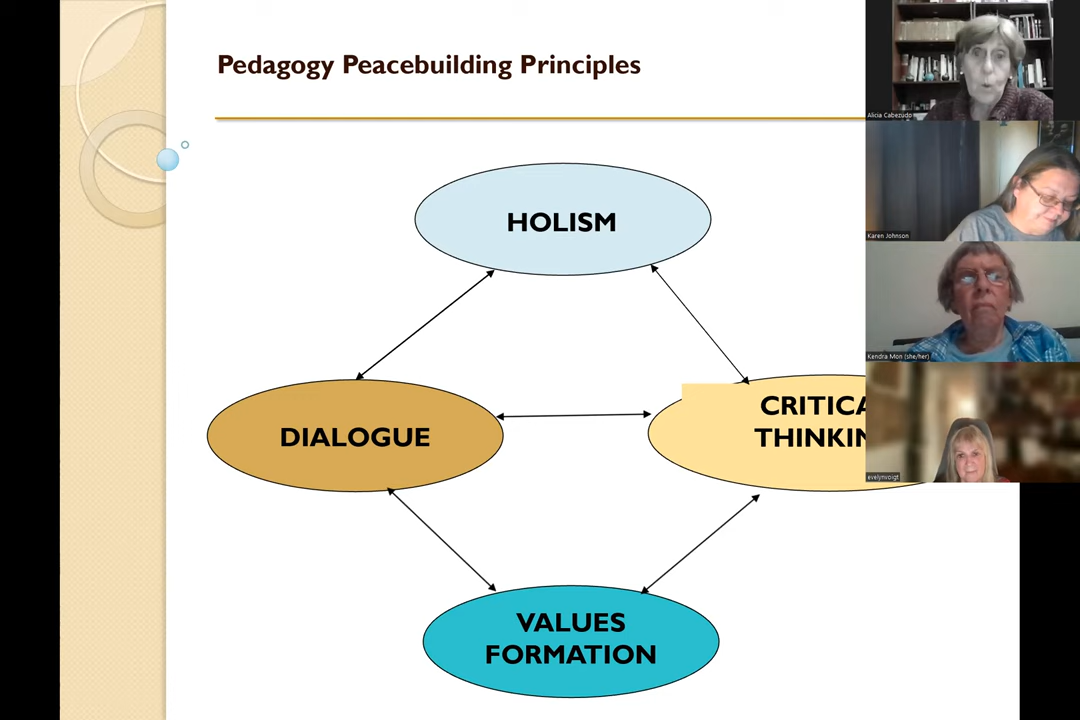 Pedagogy Peacebuilding Principles
HOLISM
DIALOGUE
CRITICA
THINKIN
VALUES
FORMATION
Alicia Cabezudo
Karen Johnson
Kendra Mon (she/her)
evelynvoigt